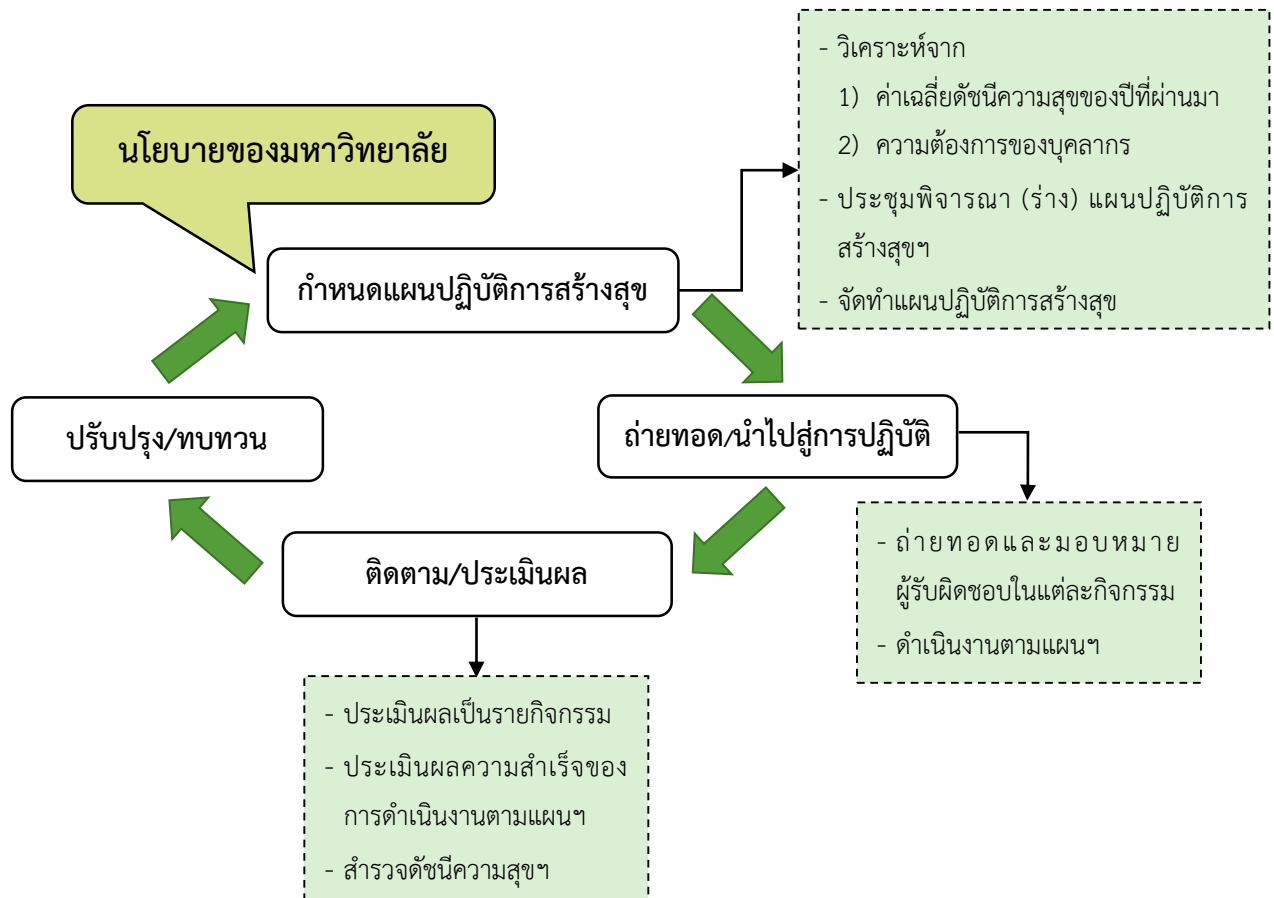 - วิเคราะห์จาก
1) ค่าเฉลี่ยดัชนีความสุขของปีที่ผ่านมา
2) ความต้องการของบุคลากร
- ประชุมพิจารณา (ร่าง) แผนปฏิบัติการ
สร้างสุขฯ
- จัดทำแผนปฏิบัติการสร้างสุข
นโยบายของมหาวิทยาลัย
กำหนดแผนปฏิบัติการสร้างสุข
ปรับปรุง/ทบทวน
ถ่ายทอด/นำไปสู่การปฏิบัติ
- ถ่ายทอดและมอบหมาย
ผู้รับผิดชอบในแต่ละกิจกรรม
- ดำเนินงานตามแผนฯ
ติดตาม/ประเมินผล
- ประเมินผลเป็นรายกิจกรรม
- ประเมินผลความสำเร็จของ
การดำเนินงานตามแผนฯ
- สำรวจดัชนีความสุขฯ